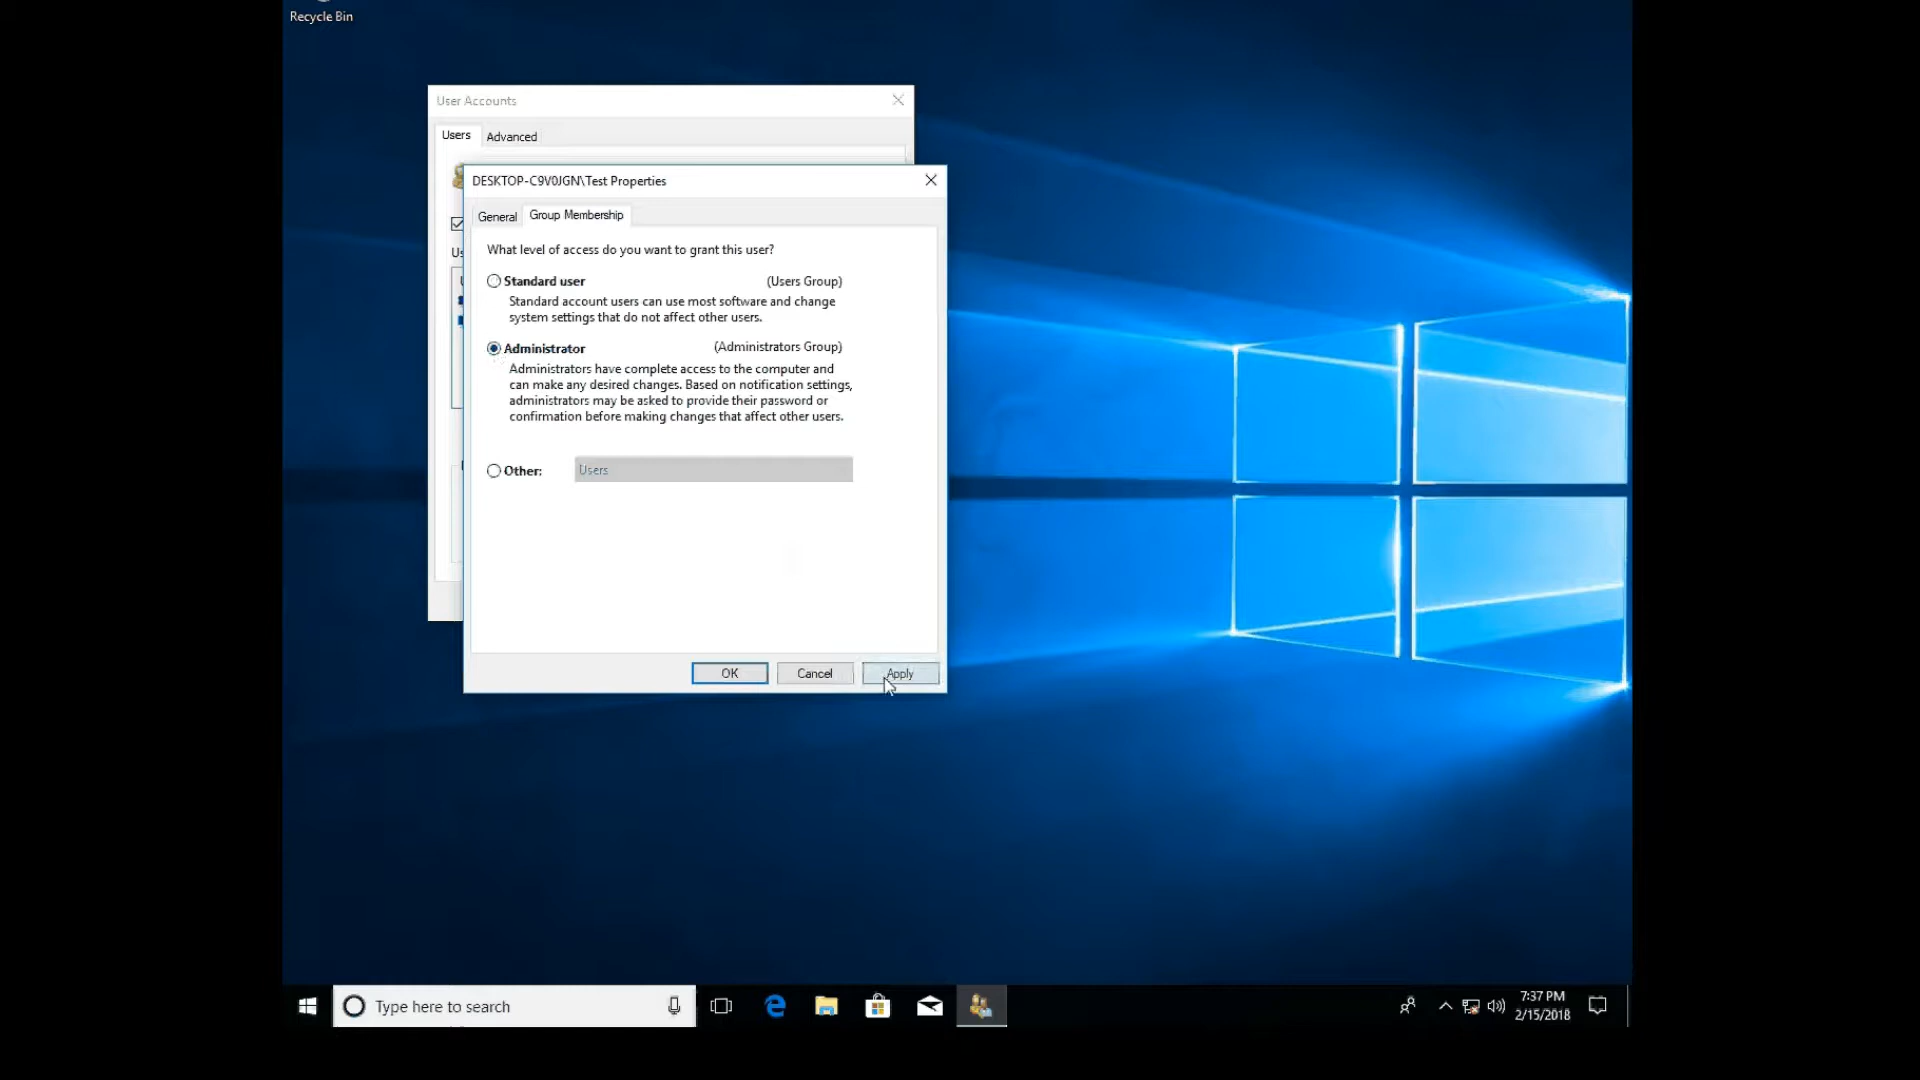 Recycle Bin
User Accounts
Users
Advanced
DESKTOP-C9V0JGN\Test Properties
General
Group Membership
What level of access do you want to grant this user?
Standard user (Users Group)
Standard account users can use most software and change
system settings that do not affect other users.
Administrator (Administrators Group)
Administrators have complete access to the computer and
can make any desired changes. Based on notification settings,
administrators may be asked to provide their password or
confirmation before making changes that affect other users.
Other: Users
OK
Cancel
Apply
Type here to search
7:37 PM
2/15/2018